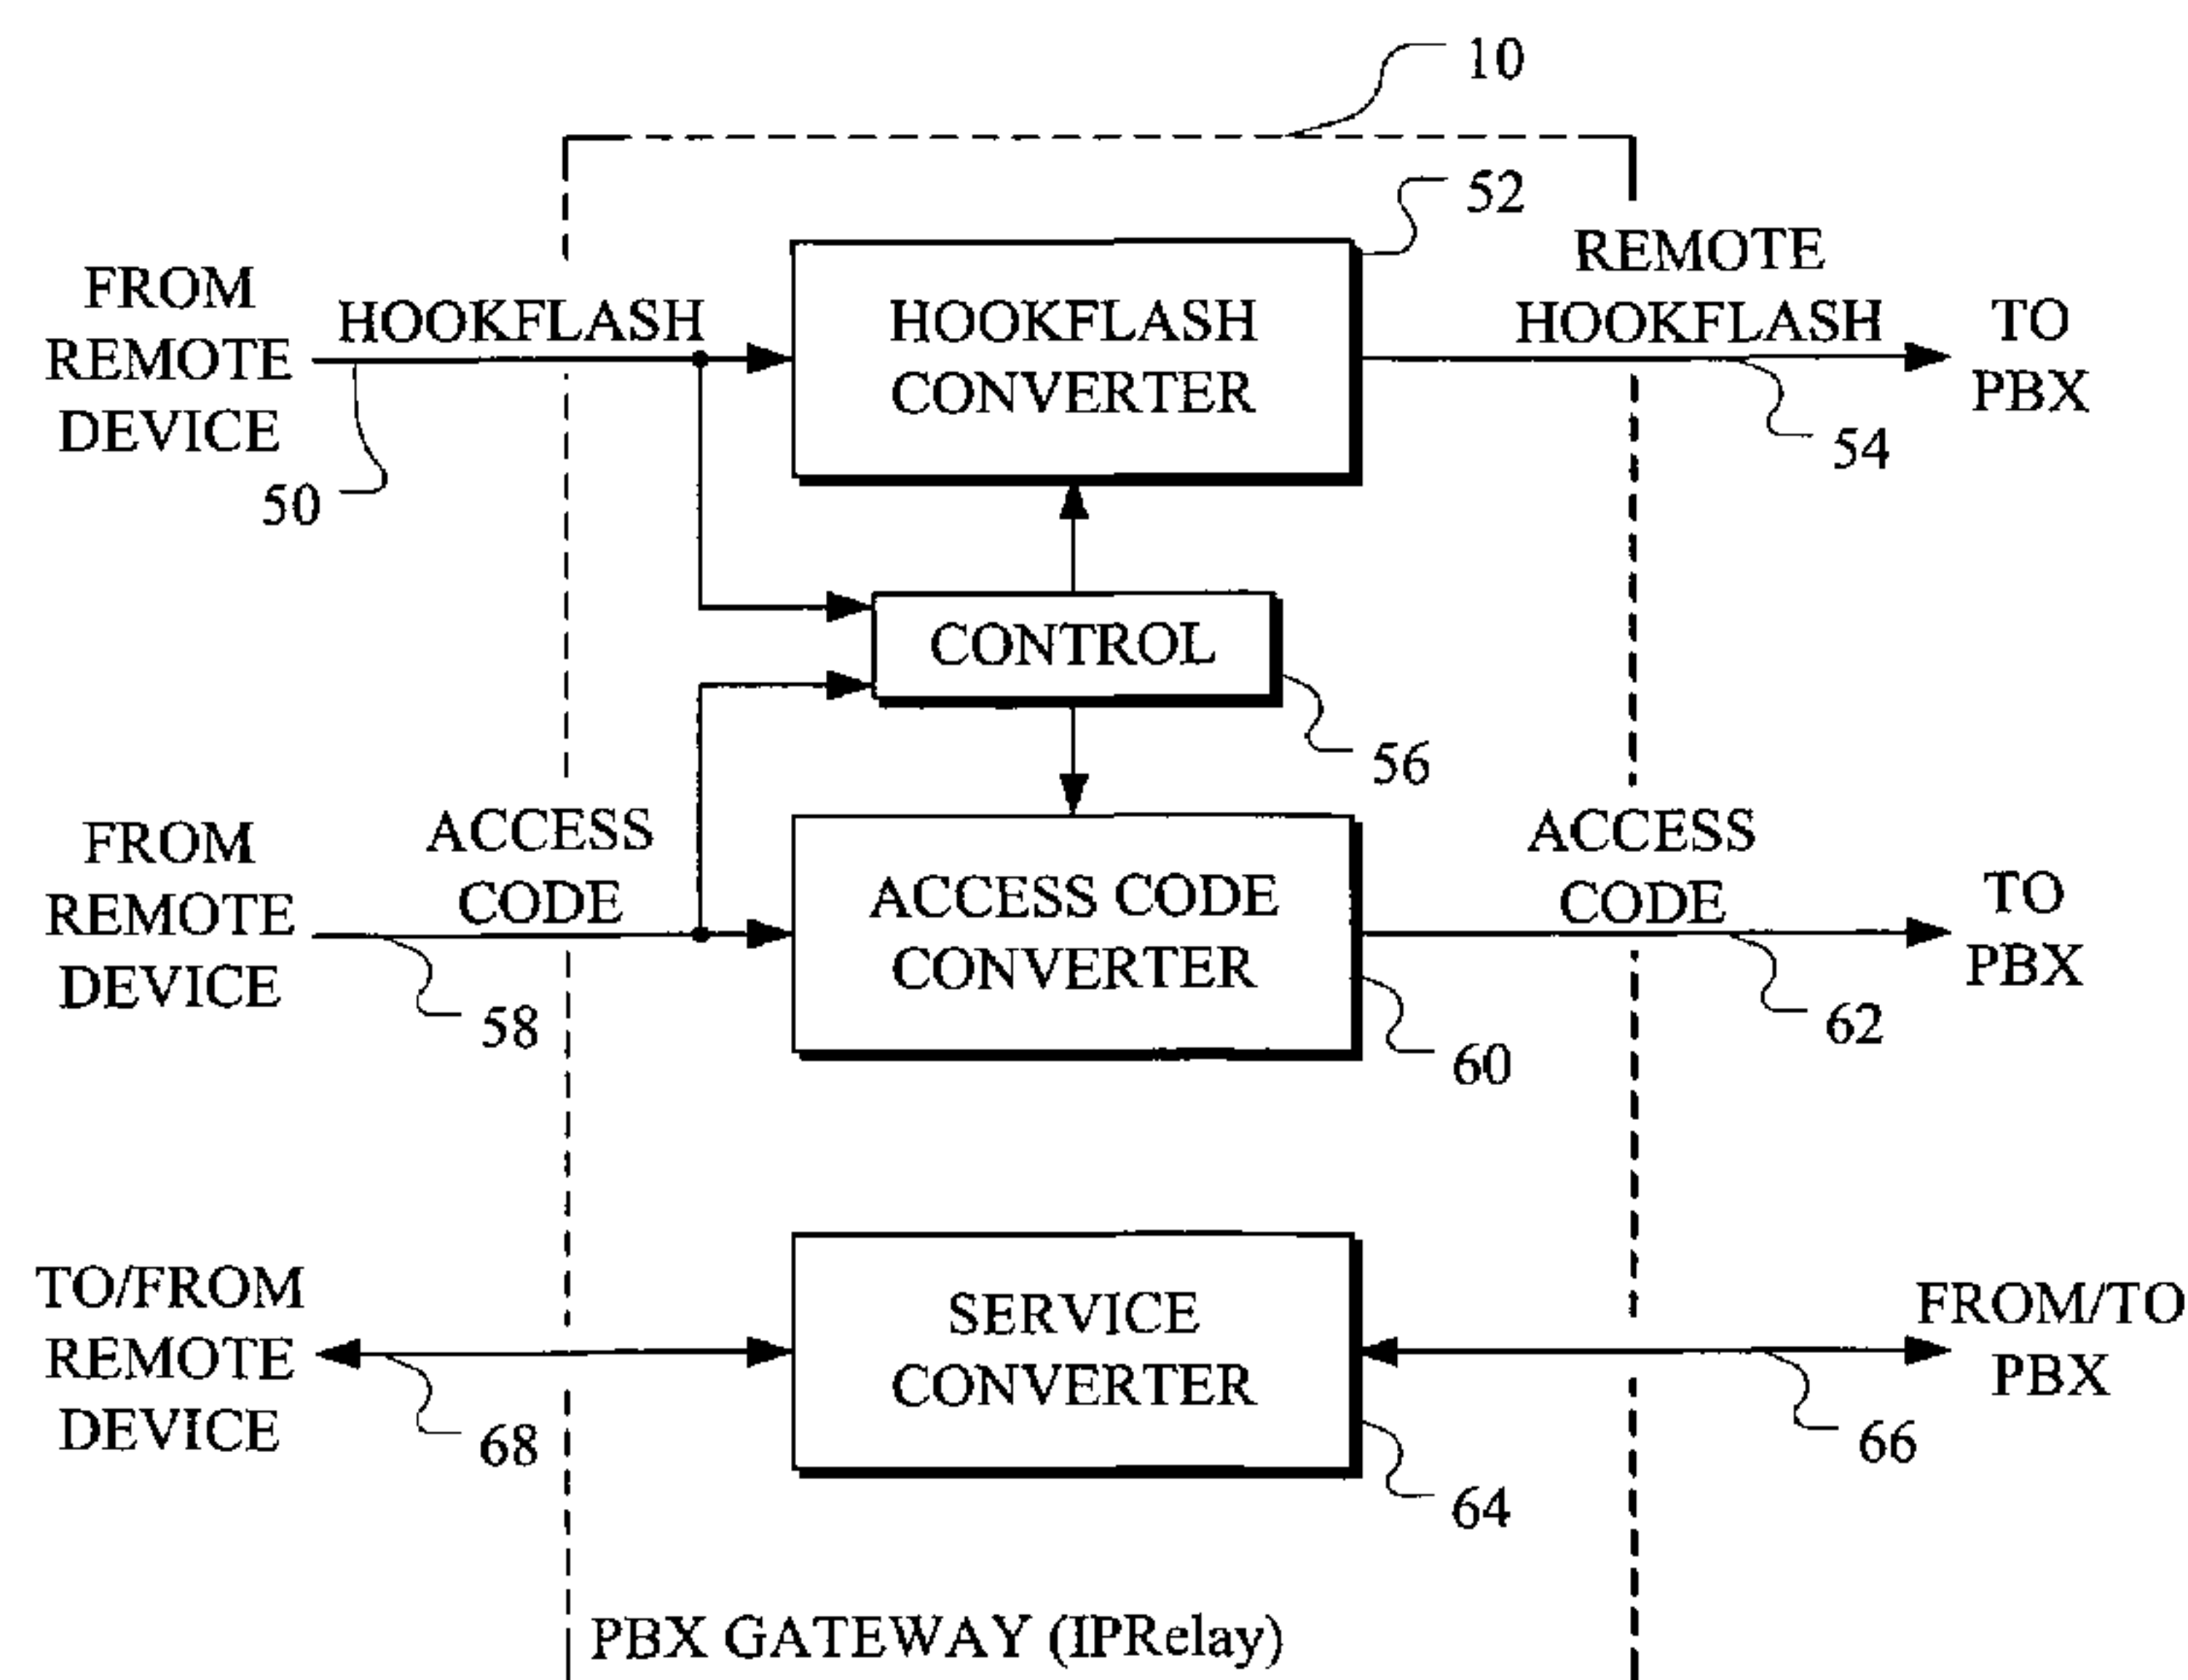 10
52
FROM
REMOTE
DEVICE
HOOKFLASH
HOOKFLASH
CONVERTER
REMOTE
HOOKFLASH
TO
PBX
50
54
CONTROL
56
FROM
REMOTE
DEVICE
ACCESS
CODE
ACCESS CODE
CONVERTER
ACCESS
CODE
TO
PBX
58
60
62
TO/FROM
REMOTE
DEVICE
SERVICE
CONVERTER
FROM/TO
PBX
68
64
66
PBX GATEWAY (IPRelay)